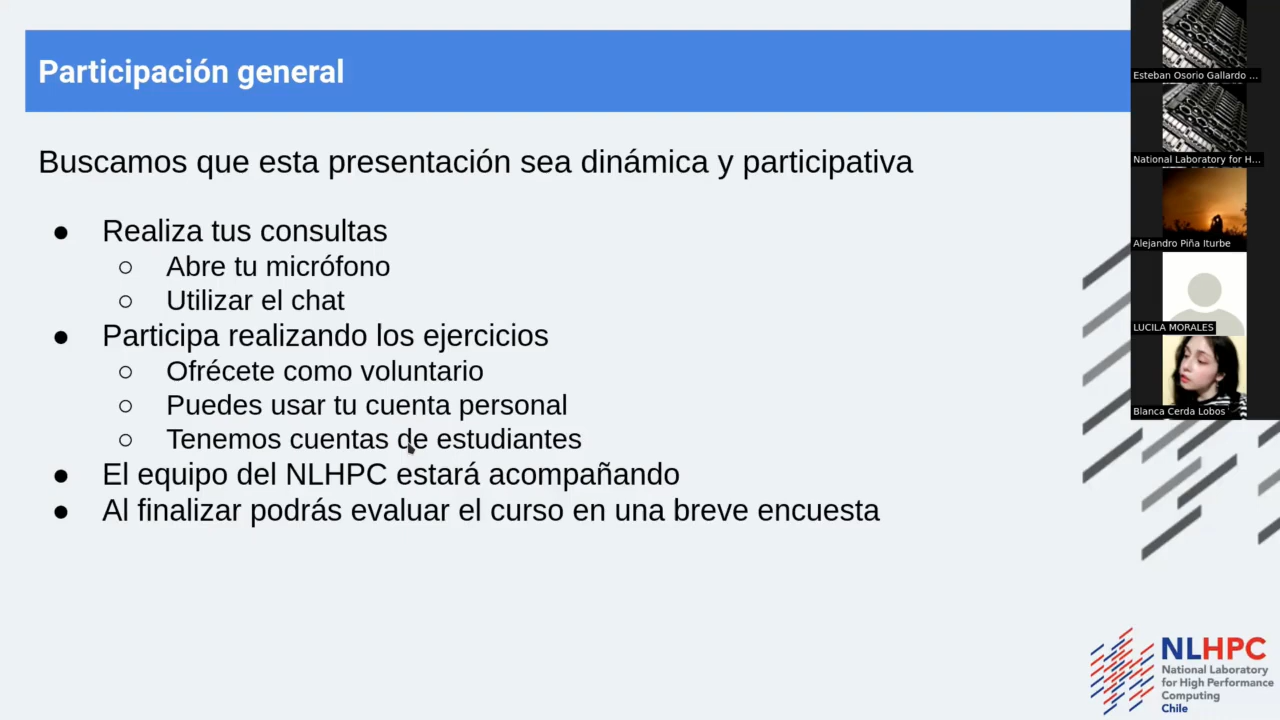 Participación general
Buscamos que esta presentación sea dinámica y participativa
● Realiza tus consultas
○ Abre tu micrófono
○ Utilizar el chat
● Participa realizando los ejercicios
○ Ofrécete como voluntario
○ Puedes usar tu cuenta personal
○ Tenemos cuentas de estudiantes
● El equipo del NLHPC estará acompañando
● Al finalizar podrás evaluar el curso en una breve encuesta
Esteban Osorio Gallardo ...
National Laboratory for H...
Alejandro Piña Iturbe
LUCILA MORALES
Blanca Cerda Lobos
NLHPC
National Laboratory
for High Performance
Computing
Chile